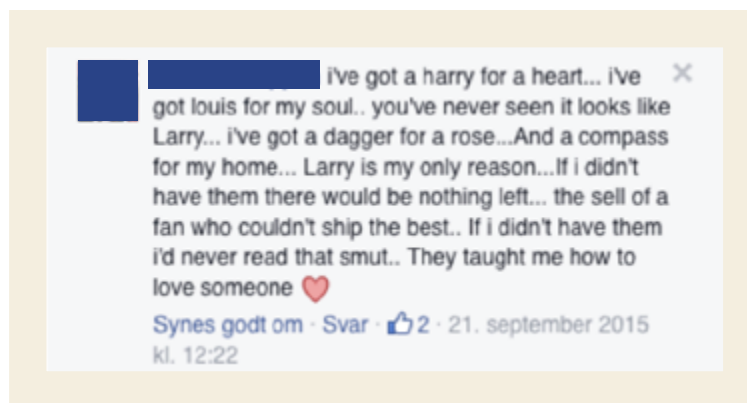 i've got a harry for a heart... i've
got louis for my soul.. you've never seen it looks like
Larry... i've got a dagger for a rose...And a compass
for my home... Larry is my only reason...If i didn't
have them there would be nothing left... the sell of a
fan who couldn't ship the best.. If i didn't have them
i'd never read that smut.. They taught me how to
love someone
Synes godt om · Svar · 2 · 21. september 2015
kl. 12:22